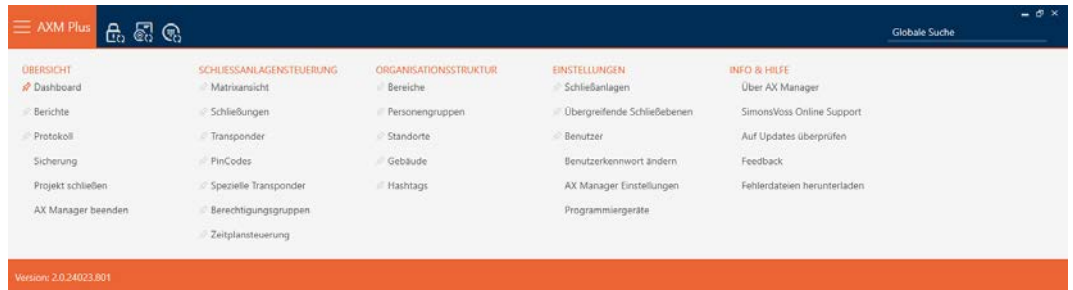 AXM Plus
Globale Suche
ÜBERSICHT
Dashboard
Berichte
Protokoll
Sicherung
Projekt schließen
AX Manager beenden
SCHLIESSANLAGENSTEUERUNG
Matrixansicht
Schließungen
Transponder
PinCodes
Spezielle Transponder
Berechtigungsgruppen
Zeitplansteuerung
ORGANISATIONSSTRUKTUR
Bereiche
Personengruppen
Standorte
Gebäude
Hashtags
EINSTELLUNGEN
Schließanlagen
Übergreifende Schließebenen
Benutzer
Benutzerkennwort ändern
AX Manager Einstellungen
Programmiergeräte
INFO & HILFE
Über AX Manager
SimonsVoss Online Support
Auf Updates überprüfen
Feedback
Fehlerdateien herunterladen
Version: 2.0.24023.801